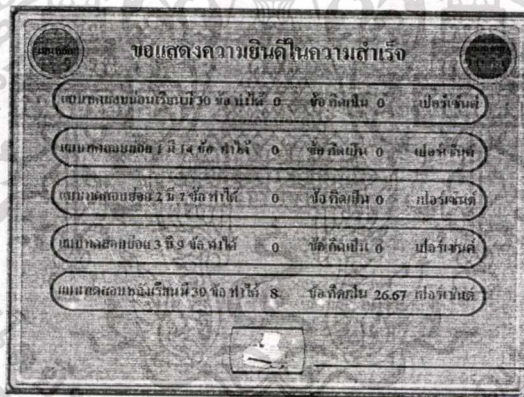 ขอแสดงความยินดีในความสำเร็จ
แบบทดสอบก่อนเรียนมี 30 ข้อ ทำได้ 0 ข้อ คิดเป็น 0 เปอร์เซ็นต์
แบบทดสอบย่อย 1 มี 14 ข้อ ทำได้ 0 ข้อ คิดเป็น 0 เปอร์เซ็นต์
แบบทดสอบย่อย 2 มี 7 ข้อ ทำได้ 0 ข้อ คิดเป็น 0 เปอร์เซ็นต์
แบบทดสอบย่อย 3 มี 9 ข้อ ทำได้ 0 ข้อ คิดเป็น 0 เปอร์เซ็นต์
แบบทดสอบหลังเรียนมี 30 ข้อ ทำได้ 8 ข้อ คิดเป็น 26.67 เปอร์เซ็นต์